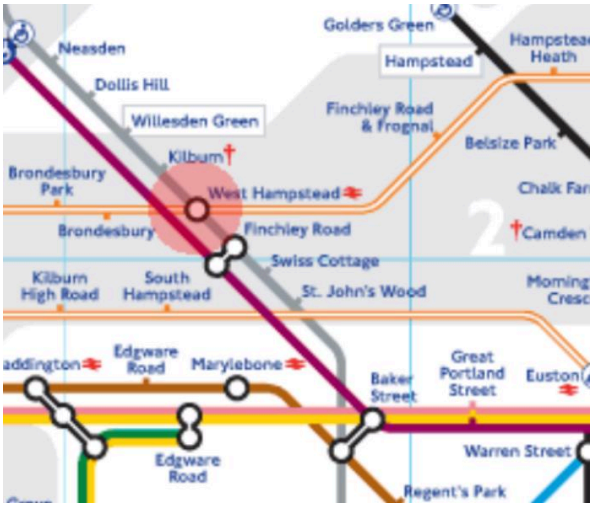 Golders Green
Neasden
Hampstead
Hampstead
Heath
Dollis Hill
Willesden Green
Finchley Road
& Frognal
Belsize Park
Kilburn†
Brondesbury
Park
West Hampstead
Chalk Far
2
Brondesbury
Finchley Road
†Camden
Swiss Cottage
Kilburn
High Road
South
Hampstead
St. John's Wood
Morning
Cresc
addington
Edgware
Road
Marylebone
Great
Portland
Street
Euston
Baker
Street
Edgware
Road
Warren Street
Regent's Park